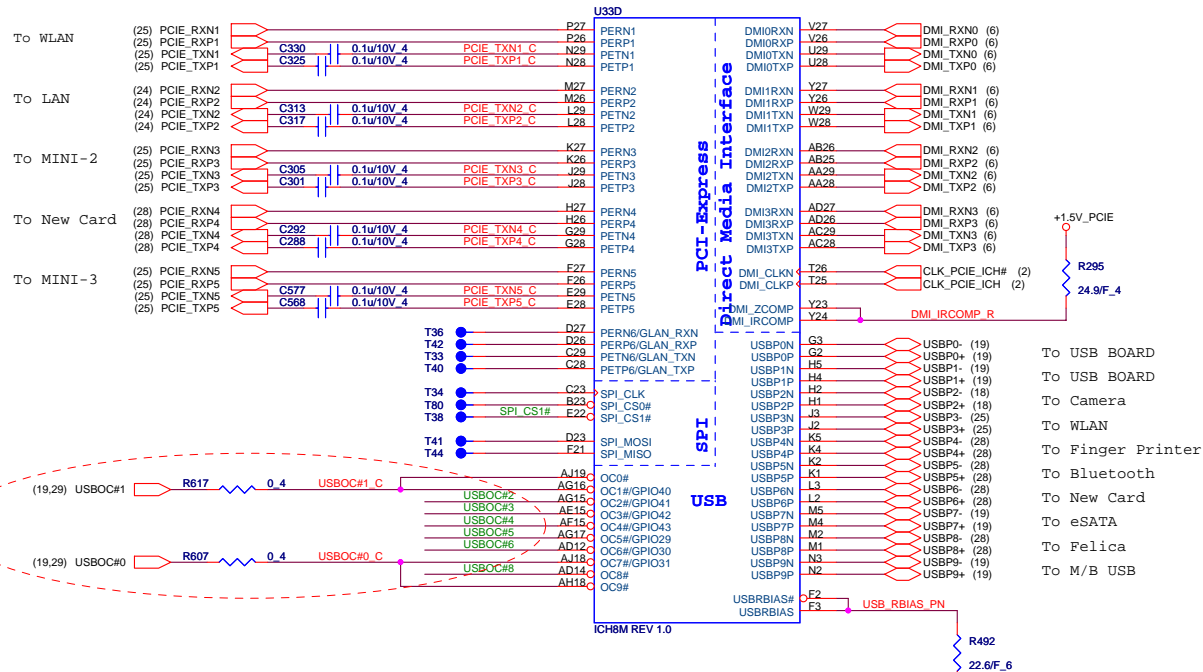 U33D
To WLAN
(25) PCIE_RXN1 P27 PERN1 DMI0RXN V27 DMI_RXN0 (6)
(25) PCIE_RXP1 P26 PERP1 DMI0RXP V26 DMI_RXP0 (6)
(25) PCIE_TXN1 C330 0.1u/10V_4 PCIE_TXN1_C N29 PETN1 DMI0TXN U29 DMI_TXN0 (6)
(25) PCIE_TXP1 C325 0.1u/10V_4 PCIE_TXP1_C N28 PETP1 DMI0TXP U28 DMI_TXP0 (6)
To LAN
(24) PCIE_RXN2 M27 PERN2 DMI1RXN Y27 DMI_RXN1 (6)
(24) PCIE_RXP2 M26 PERP2 DMI1RXP Y26 DMI_RXP1 (6)
(24) PCIE_TXN2 C313 0.1u/10V_4 PCIE_TXN2_C L29 PETN2 DMI1TXN W29 DMI_TXN1 (6)
(24) PCIE_TXP2 C317 0.1u/10V_4 PCIE_TXP2_C L28 PETP2 DMI1TXP W28 DMI_TXP1 (6)
To MINI-2
(25) PCIE_RXN3 K27 PERN3 DMI2RXN AB26 DMI_RXN2 (6)
(25) PCIE_RXP3 K26 PERP3 DMI2RXP AB25 DMI_RXP2 (6)
(25) PCIE_TXN3 C305 0.1u/10V_4 PCIE_TXN3_C J29 PETN3 DMI2TXN AA29 DMI_TXN2 (6)
(25) PCIE_TXP3 C301 0.1u/10V_4 PCIE_TXP3_C J28 PETP3 DMI2TXP AA28 DMI_TXP2 (6)
To New Card
(28) PCIE_RXN4 H27 PERN4 DMI3RXN AD27 DMI_RXN3 (6)
(28) PCIE_RXP4 H26 PERP4 DMI3RXP AD26 DMI_RXP3 (6)
(28) PCIE_TXN4 C292 0.1u/10V_4 PCIE_TXN4_C G29 PETN4 DMI3TXN AC29 DMI_TXN3 (6)
(28) PCIE_TXP4 C288 0.1u/10V_4 PCIE_TXP4_C G28 PETP4 DMI3TXP AC28 DMI_TXP3 (6)
To MINI-3
(25) PCIE_RXN5 F27 PERN5 DMI_CLKN T26 CLK_PCIE_ICH# (2)
(25) PCIE_RXP5 F26 PERP5 DMI_CLKP T25 CLK_PCIE_ICH (2)
(25) PCIE_TXN5 C577 0.1u/10V_4 PCIE_TXN5_C E29 PETN5
(25) PCIE_TXP5 C568 0.1u/10V_4 PCIE_TXP5_C E28 PETP5
DMI_ZCOMP Y23
DMI_IRCOMP Y24 DMI_IRCOMP_R
+1.5V_PCIE
R295
24.9/F_4
PCI-Express
Direct Media Interface
T36 D27 PERN6/GLAN_RXN
T42 D26 PERP6/GLAN_RXP
T33 C29 PETN6/GLAN_TXN
T40 C28 PETP6/GLAN_TXP
T34 C23 SPI_CLK
T80 B23 SPI_CS0#
T38 SPI_CS1# E22 SPI_CS1#
T41 D23 SPI_MOSI
T44 F21 SPI_MISO
SPI
USB
USBP0N G3 USBP0- (19)
USBP0P G2 USBP0+ (19) To USB BOARD
USBP1N H5 USBP1- (19)
USBP1P H4 USBP1+ (19) To USB BOARD
USBP2N H2 USBP2- (18)
USBP2P H1 USBP2+ (18) To Camera
USBP3N J3 USBP3- (25)
USBP3P J2 USBP3+ (25) To WLAN
USBP4N K5 USBP4- (28)
USBP4P K4 USBP4+ (28) To Finger Printer
USBP5N K2 USBP5- (28)
USBP5P K1 USBP5+ (28) To Bluetooth
USBP6N L3 USBP6- (28)
USBP6P L2 USBP6+ (28) To New Card
USBP7N M5 USBP7- (19)
USBP7P M4 USBP7+ (19) To eSATA
USBP8N M2 USBP8- (28)
USBP8P M1 USBP8+ (28) To Felica
USBP9N N3 USBP9- (19)
USBP9P N2 USBP9+ (19) To M/B USB
AJ19 OC0#
(19,29) USBOC#1 R617 0_4 USBOC#1_C AG16 OC1#/GPIO40
USBOC#2 AG15 OC2#/GPIO41
USBOC#3 AE15 OC3#/GPIO42
USBOC#4 AF15 OC4#/GPIO43
USBOC#5 AG17 OC5#/GPIO29
USBOC#6 AD12 OC6#/GPIO30
(19,29) USBOC#0 R607 0_4 USBOC#0_C AJ18 OC7#/GPIO31
USBOC#8 AD14 OC8#
AH18 OC9#
USBRBIAS# F2
USBRBIAS F3 USB_RBIAS_PN
R492
22.6/F_6
ICH8M REV 1.0